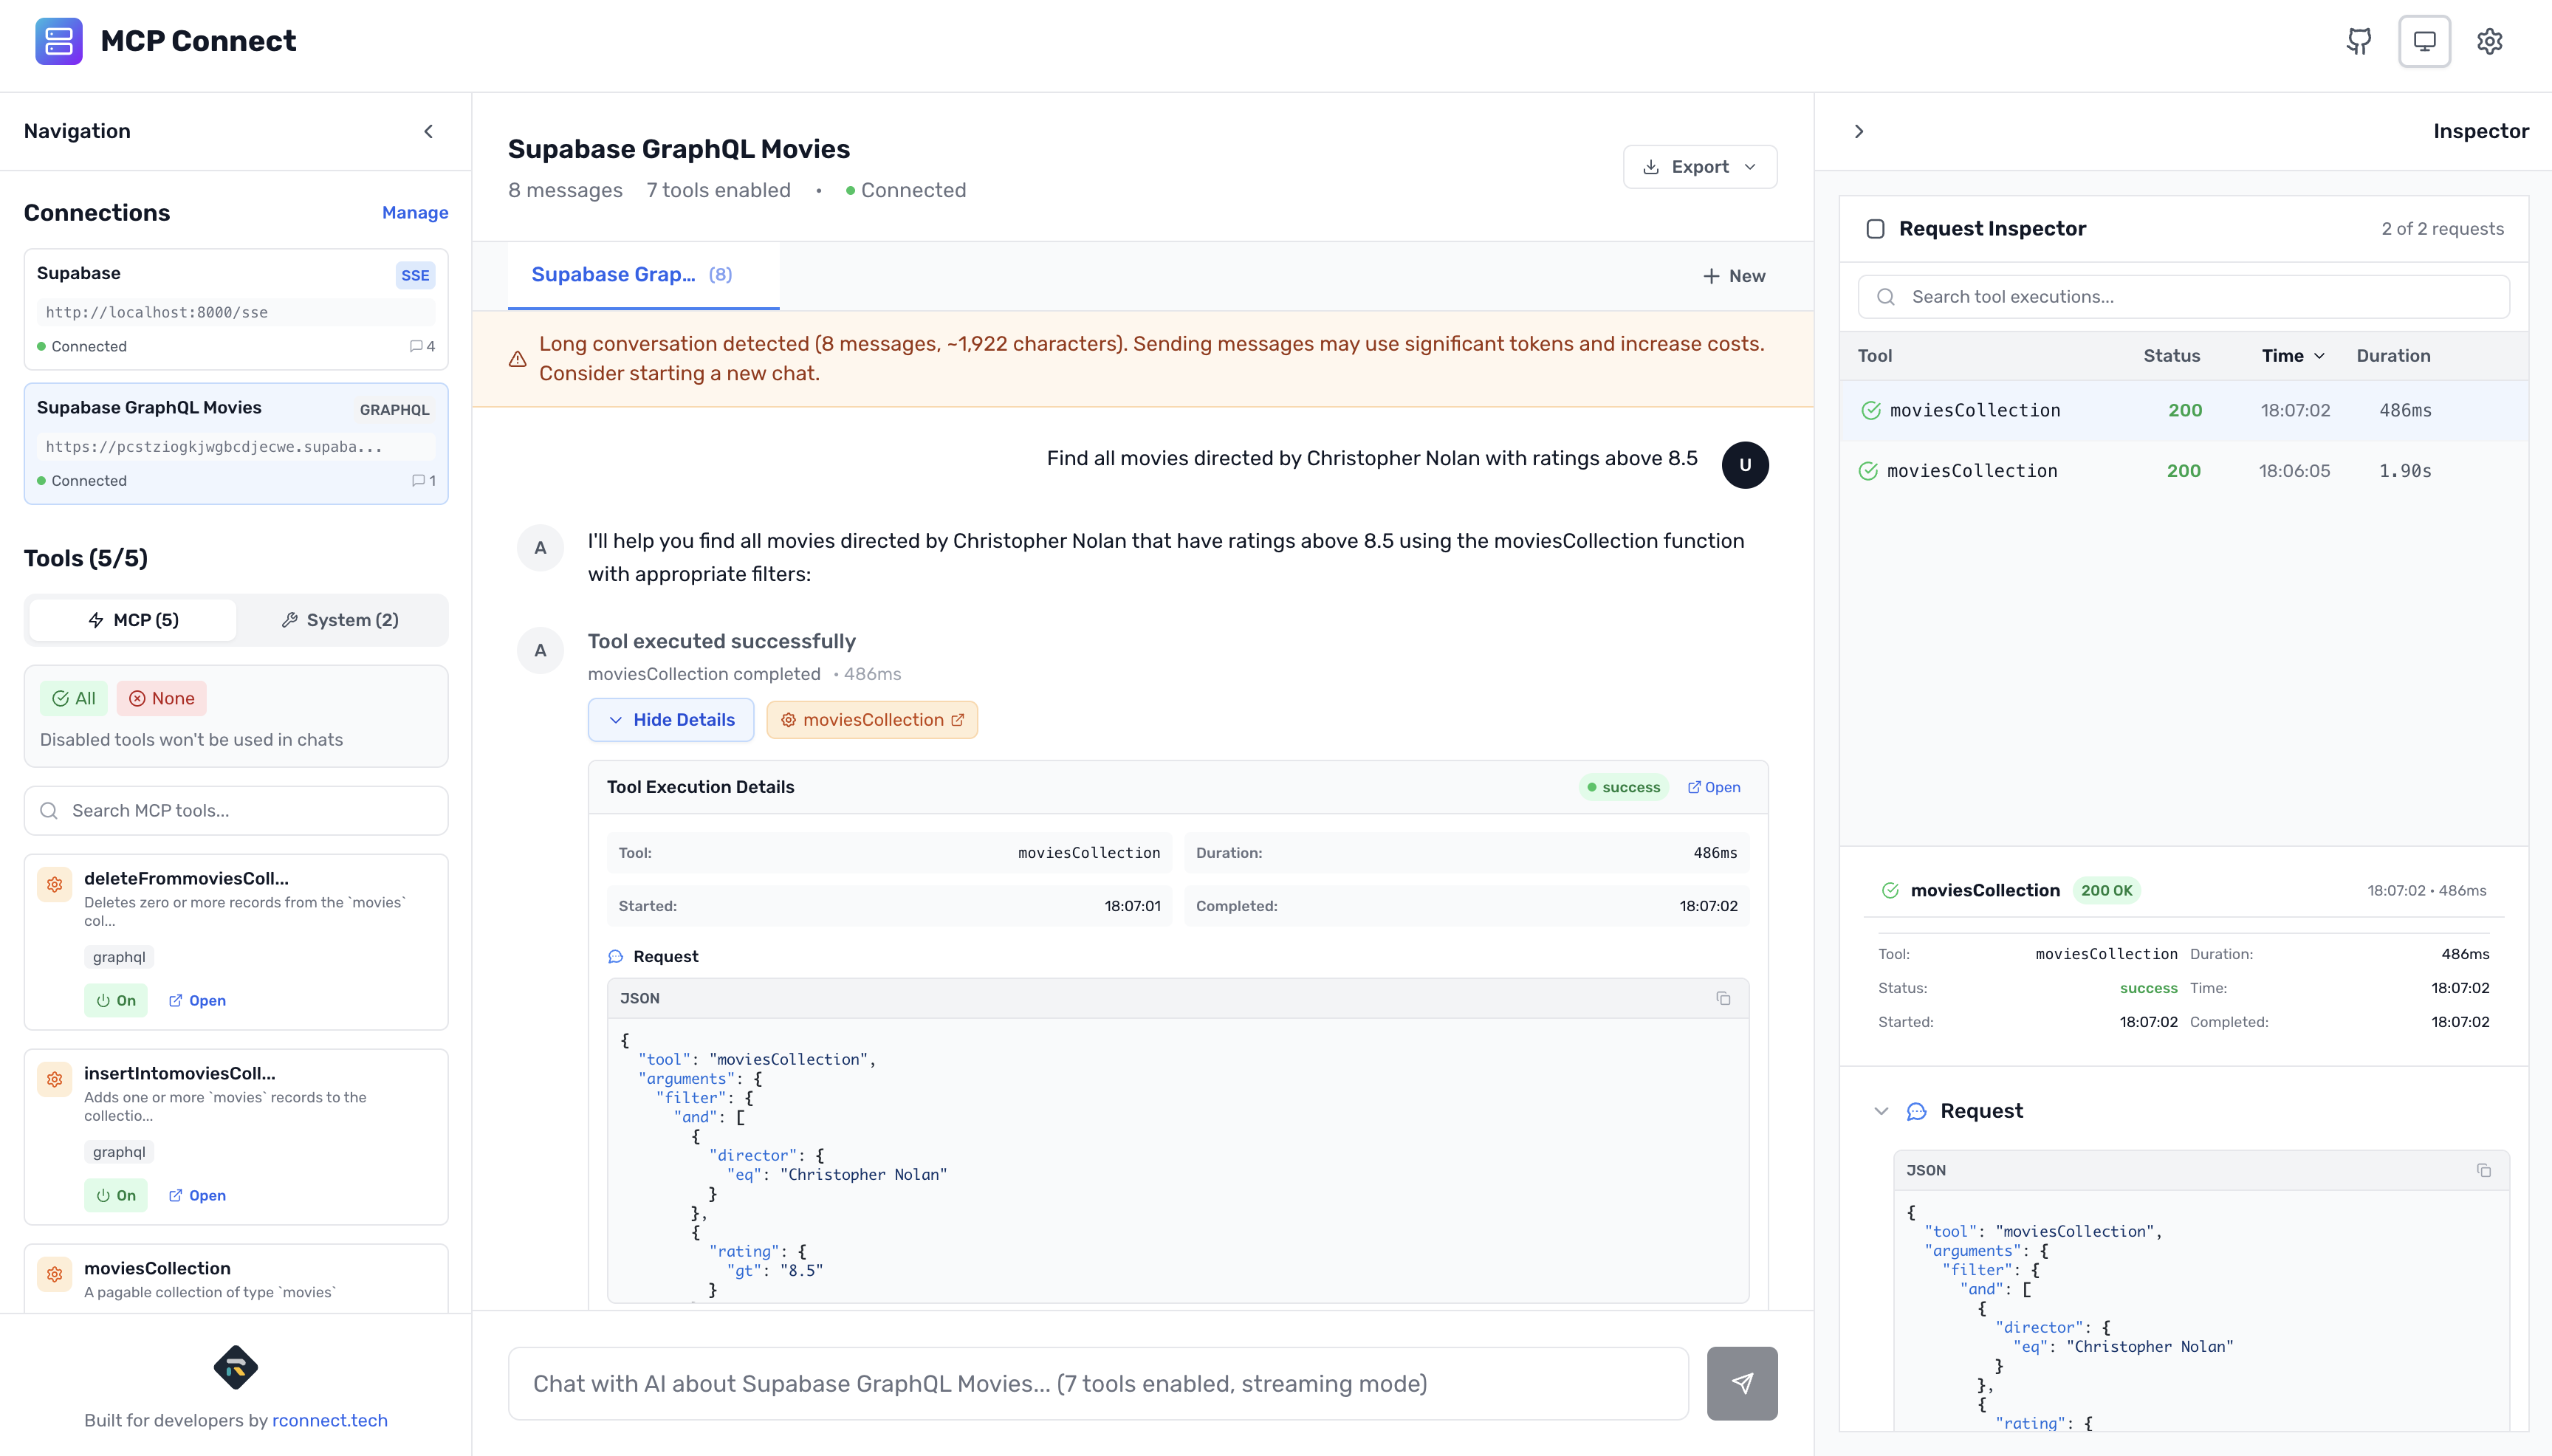 MCP Connect
Navigation
Connections
Manage
Supabase
SSE
http://localhost:8000/sse
Connected
4
Supabase GraphQL Movies
GRAPHQL
https://pcstziogkjwgbcdjecwe.supaba...
Connected
1
Tools (5/5)
MCP (5)
System (2)
All
None
Disabled tools won't be used in chats
Search MCP tools...
deleteFrommoviesColl...
Deletes zero or more records from the `movies`
col...
graphql
On
Open
insertIntomoviesColl...
Adds one or more `movies` records to the
collectio...
graphql
On
Open
moviesCollection
A pagable collection of type `movies`
Built for developers by rconnect.tech
Supabase GraphQL Movies
8 messages 7 tools enabled • Connected
Export
Supabase Grap... (8)
New
Long conversation detected (8 messages, ~1,922 characters). Sending messages may use significant tokens and increase costs.
Consider starting a new chat.
Find all movies directed by Christopher Nolan with ratings above 8.5
U
A
I'll help you find all movies directed by Christopher Nolan that have ratings above 8.5 using the moviesCollection function
with appropriate filters:
A
Tool executed successfully
moviesCollection completed • 486ms
Hide Details
moviesCollection
Tool Execution Details
success
Open
Tool: moviesCollection
Duration: 486ms
Started: 18:07:01
Completed: 18:07:02
Request
JSON
{
"tool": "moviesCollection",
"arguments": {
"filter": {
"and": [
{
"director": {
"eq": "Christopher Nolan"
}
},
{
"rating": {
"gt": "8.5"
}
Chat with AI about Supabase GraphQL Movies... (7 tools enabled, streaming mode)
Inspector
Request Inspector
2 of 2 requests
Search tool executions...
Tool Status Time Duration
moviesCollection 200 18:07:02 486ms
moviesCollection 200 18:06:05 1.90s
moviesCollection 200 OK 18:07:02 • 486ms
Tool: moviesCollection Duration: 486ms
Status: success Time: 18:07:02
Started: 18:07:02 Completed: 18:07:02
Request
JSON
{
"tool": "moviesCollection",
"arguments": {
"filter": {
"and": [
{
"director": {
"eq": "Christopher Nolan"
}
},
{
"rating": {